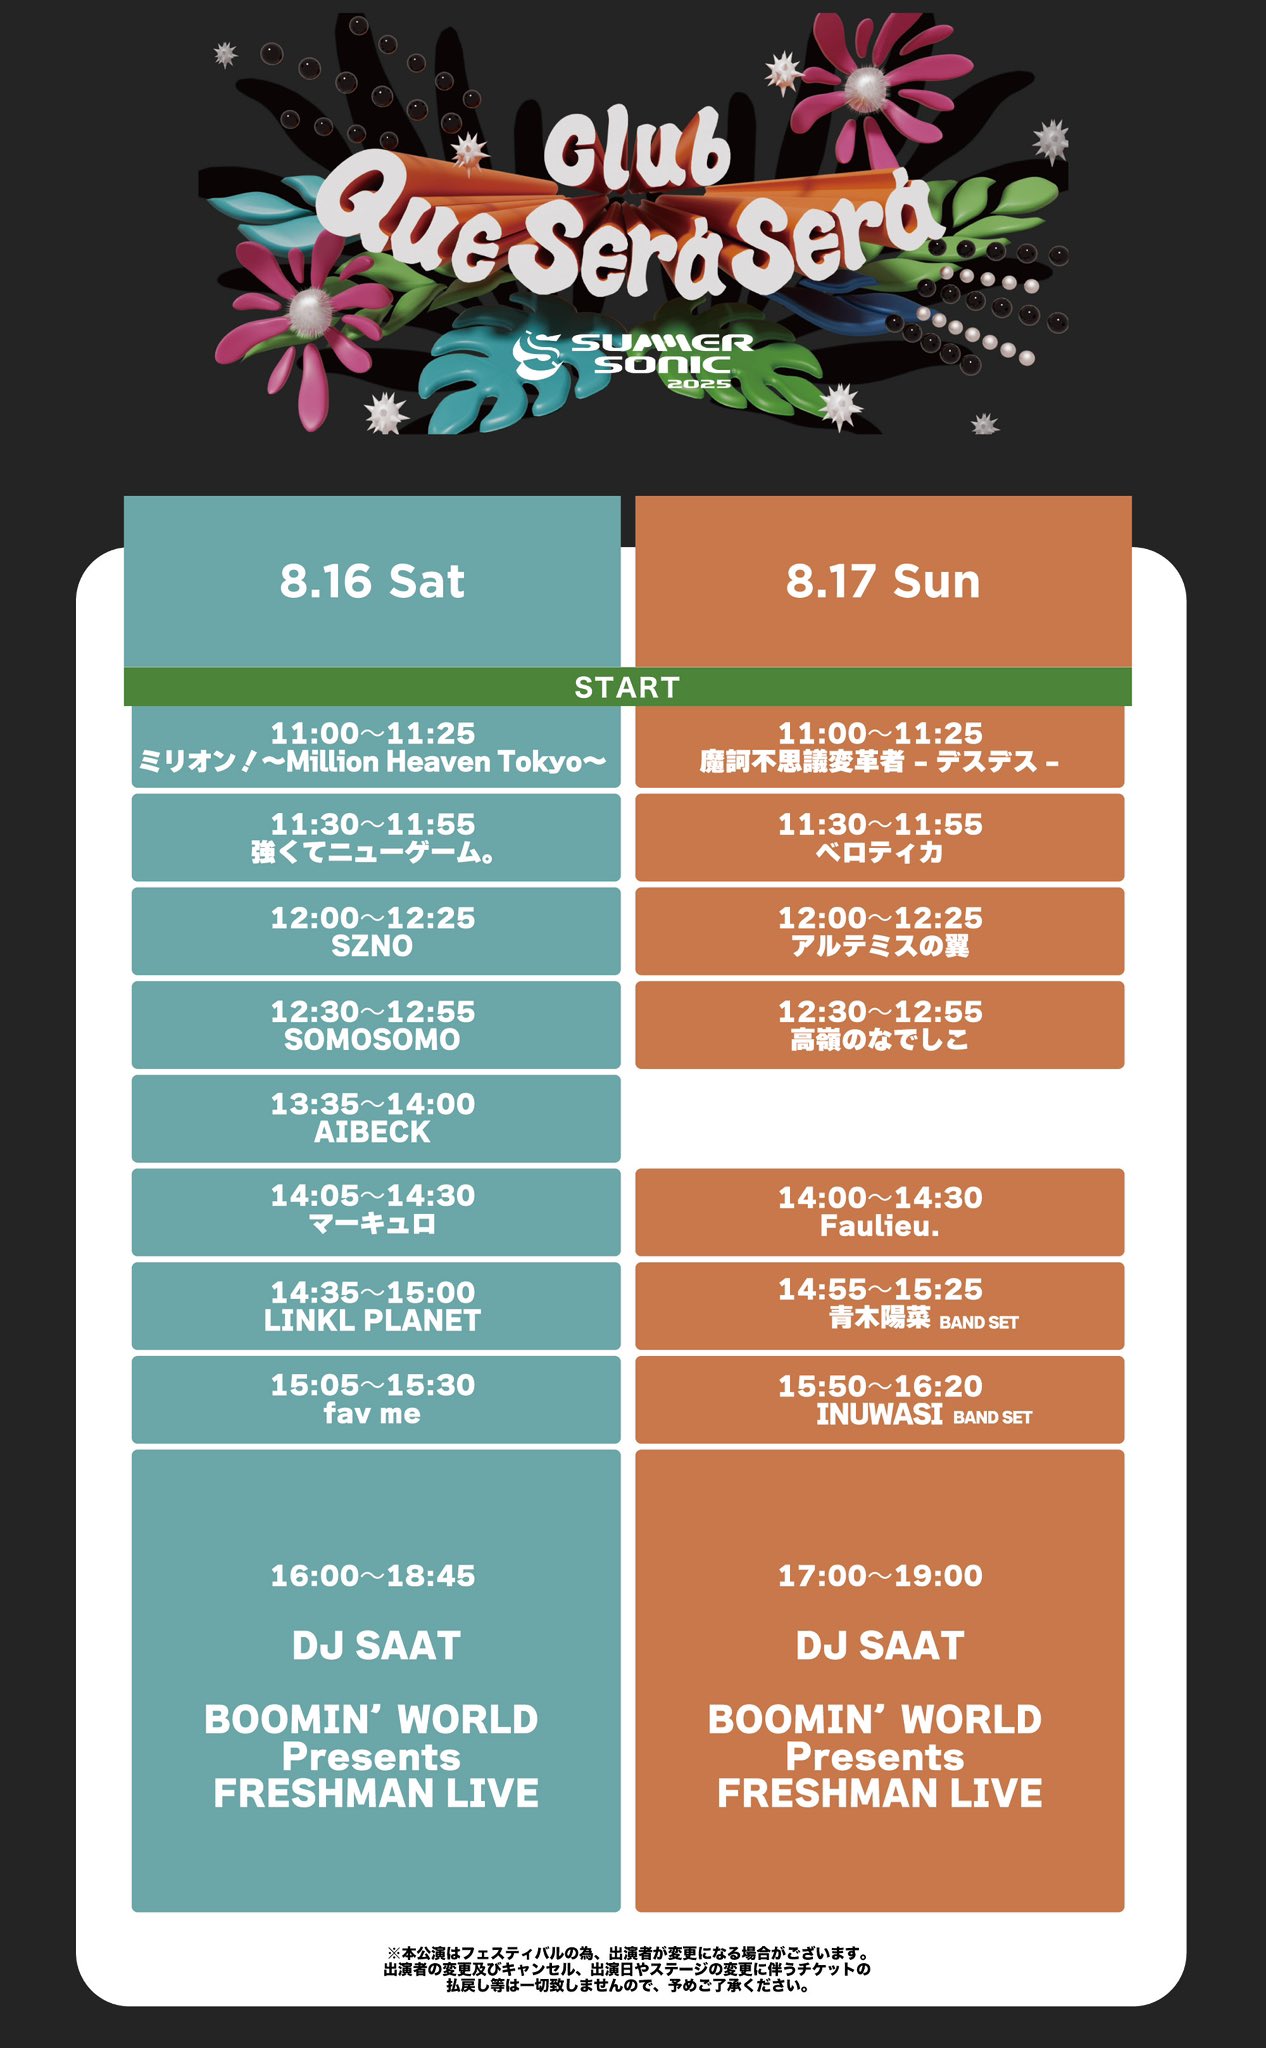 Club
Que Será Será
SUMMER
SONIC
2025
8.16 Sat
8.17 Sun
START
11:00〜11:25
ミリオン！〜Million Heaven Tokyo〜
11:30〜11:55
強くてニューゲーム。
12:00〜12:25
SZNO
12:30〜12:55
SOMOSOMO
13:35〜14:00
AIBECK
14:05〜14:30
マーキュロ
14:35〜15:00
LINKL PLANET
15:05〜15:30
fav me
16:00〜18:45
DJ SAAT
BOOMIN’ WORLD
Presents
FRESHMAN LIVE
11:00〜11:25
魔訶不思議変革者 – デスデス –
11:30〜11:55
ベロティカ
12:00〜12:25
アルテミスの翼
12:30〜12:55
高嶺のなでしこ
14:00〜14:30
Faulieu.
14:55〜15:25
青木陽菜 BAND SET
15:50〜16:20
INUWASI BAND SET
17:00〜19:00
DJ SAAT
BOOMIN’ WORLD
Presents
FRESHMAN LIVE
※本公演はフェスティバルの為、出演者が変更になる場合がございます。
出演者の変更及びキャンセル、出演日やステージの変更に伴うチケットの
払戻し等は一切致しませんので、予めご了承ください。